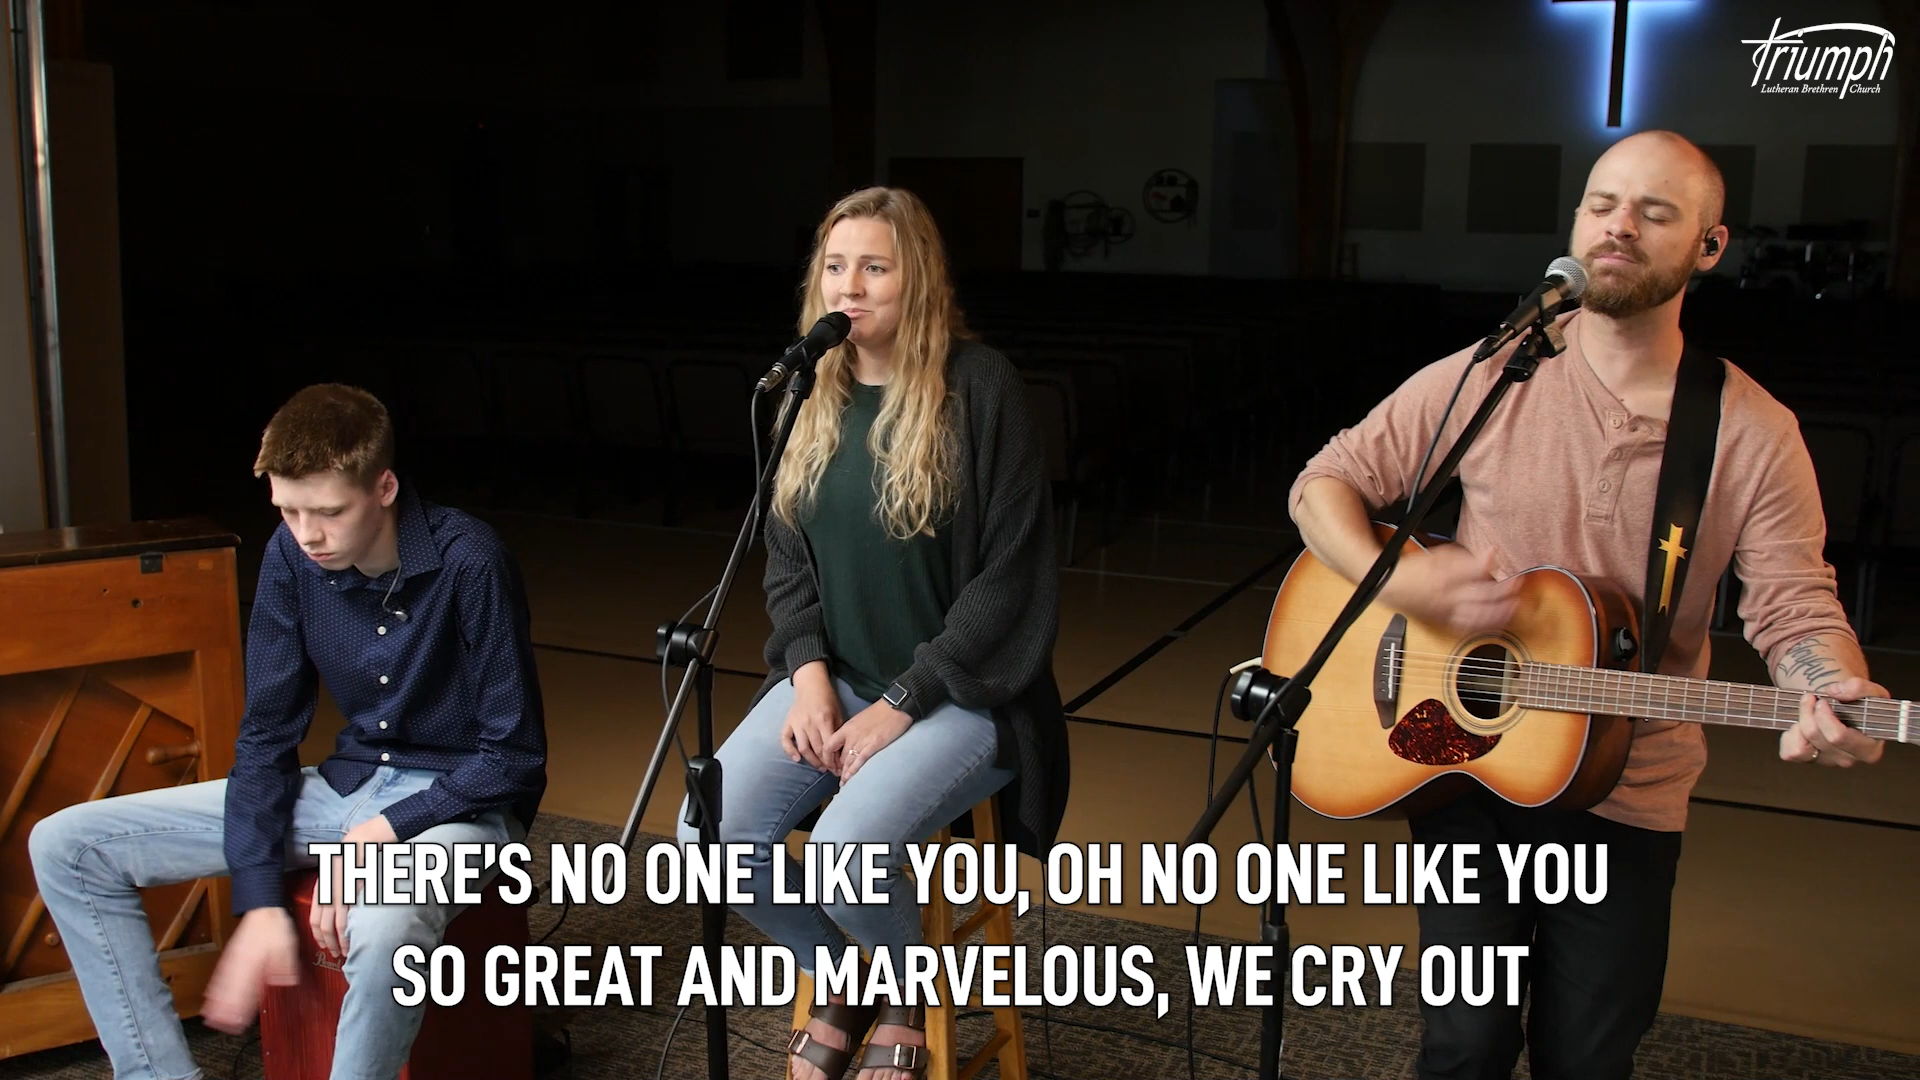 Triumph
Lutheran Brethren Church
THERE'S NO ONE LIKE YOU, OH NO ONE LIKE YOU
SO GREAT AND MARVELOUS, WE CRY OUT